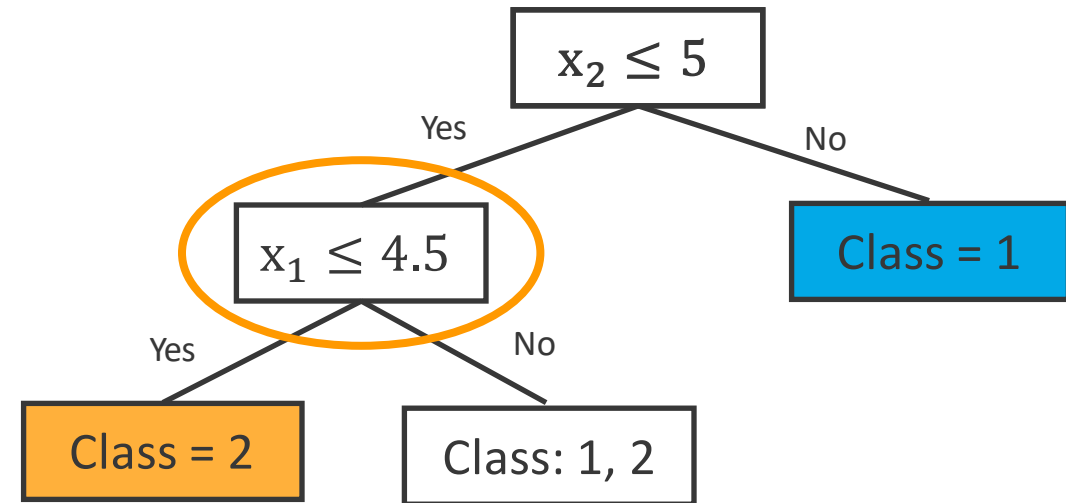 x₂ ≤ 5
Yes
No
x₁ ≤ 4.5
Class = 1
Yes
No
Class = 2
Class: 1, 2